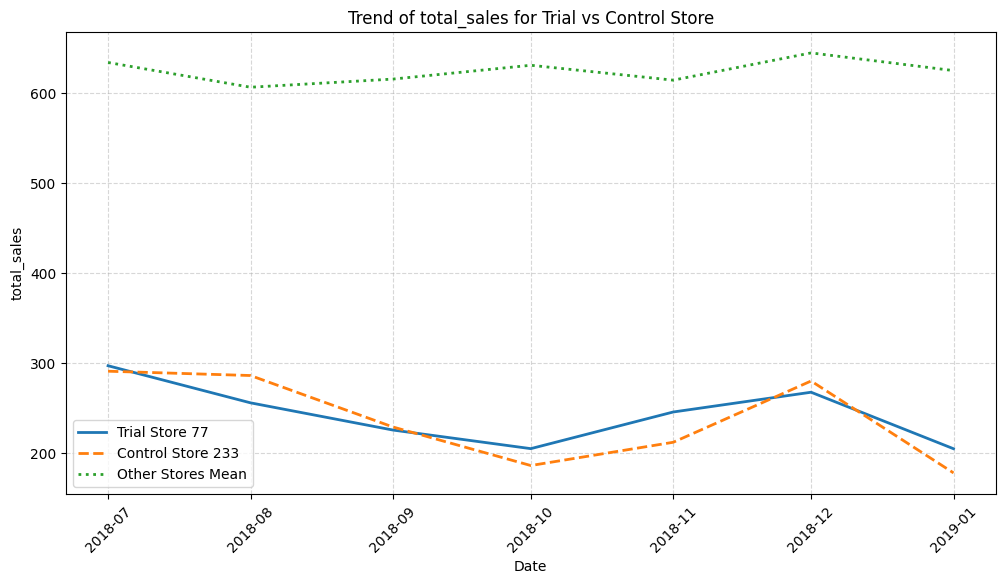 Trend of total_sales for Trial vs Control Store
total_sales
600
500
400
300
200
Trial Store 77
Control Store 233
Other Stores Mean
2018-07
2018-08
2018-09
2018-10
2018-11
2018-12
2019-01
Date